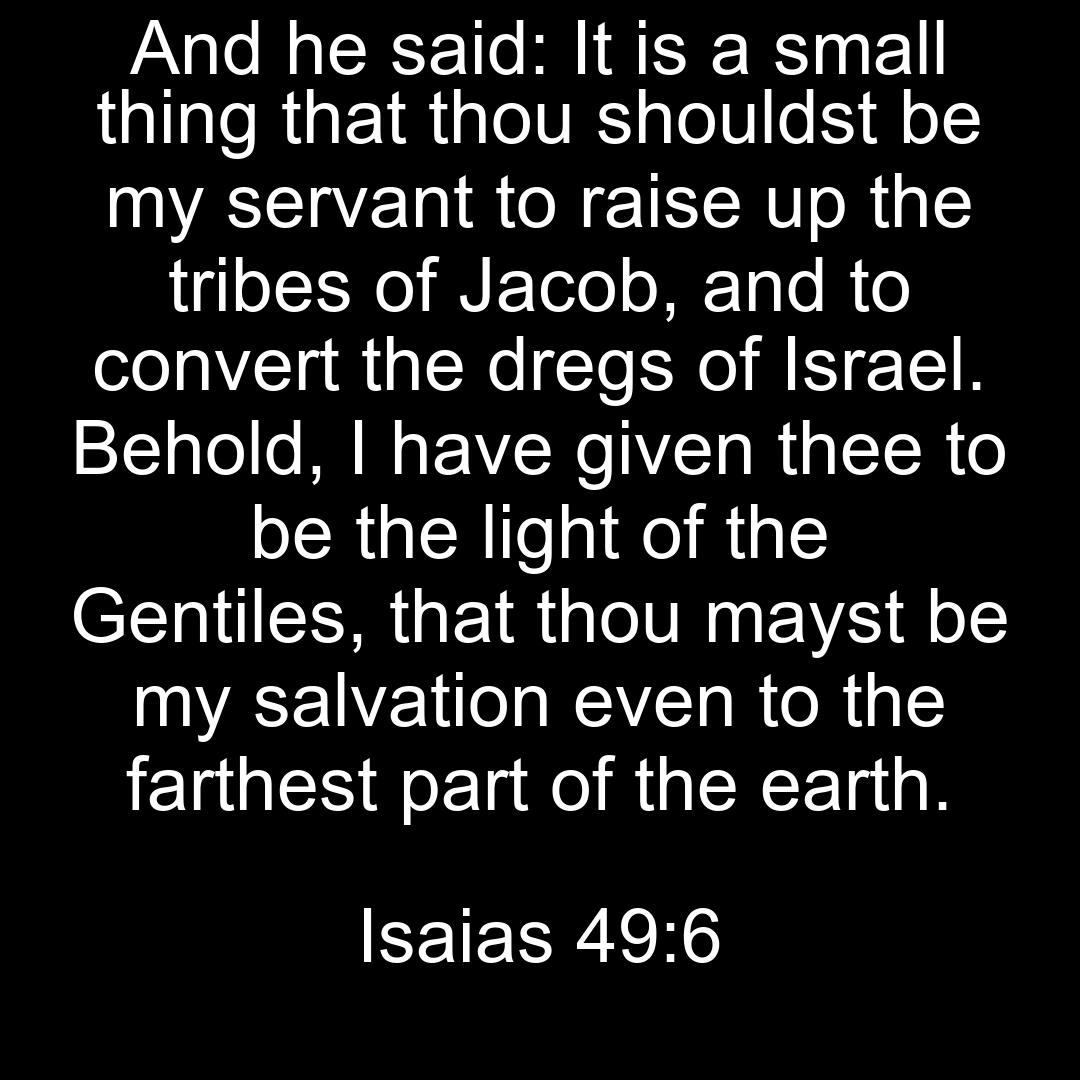 And he said: It is a small
thing that thou shouldst be
my servant to raise up the
tribes of Jacob, and to
convert the dregs of Israel.
Behold, I have given thee to
be the light of the
Gentiles, that thou mayst be
my salvation even to the
farthest part of the earth.
Isaias 49:6